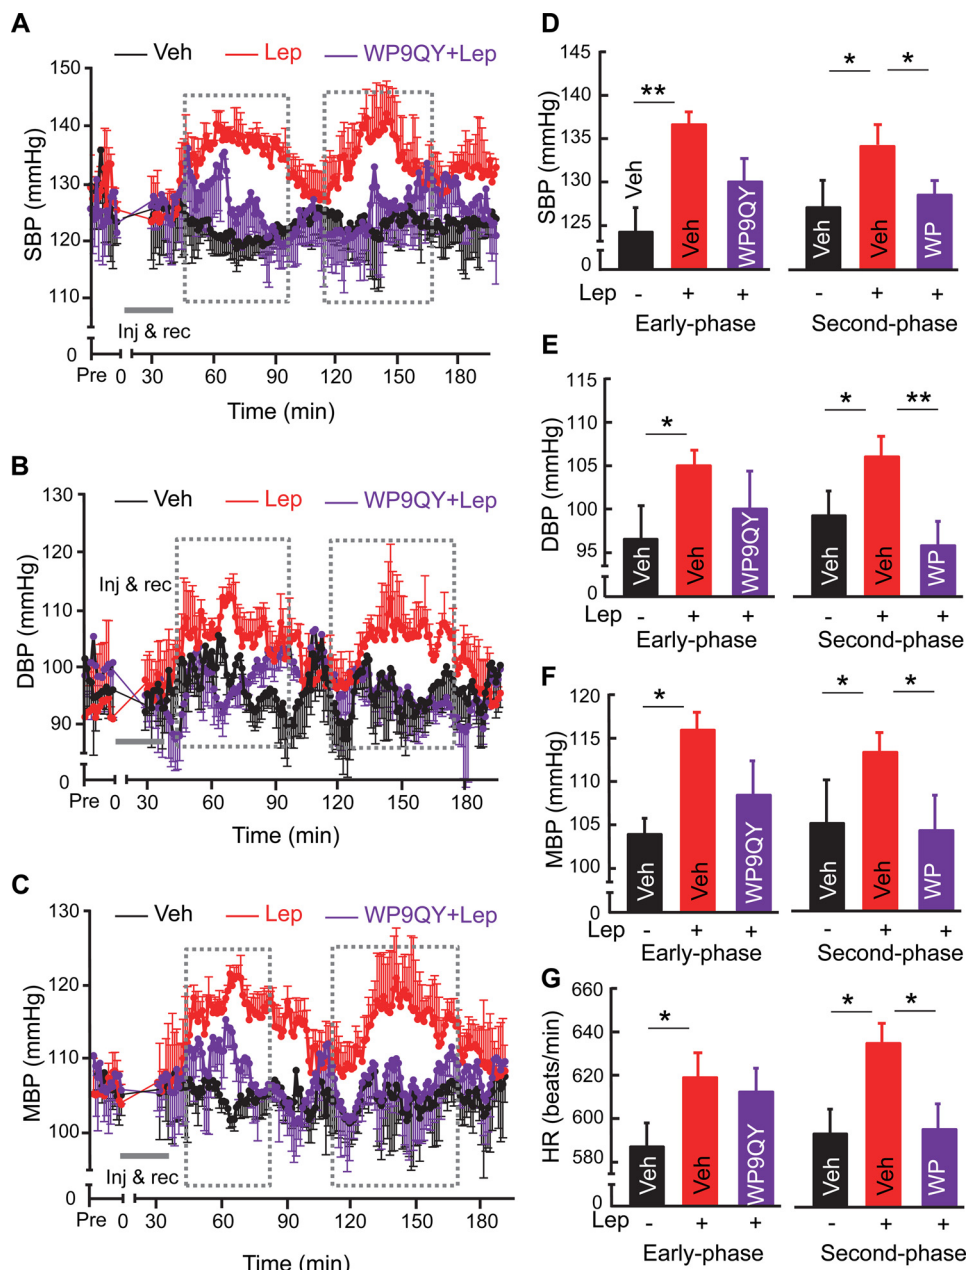 A
Veh Lep WP9QY+Lep
150
140
130
120
110
0
SBP (mmHg)
Inj & rec
Pre 0 30 60 90 120 150 180
Time (min)
B
Veh Lep WP9QY+Lep
130
120
110
100
90
0
DBP (mmHg)
Inj & rec
Pre 0 30 60 90 120 150 180
Time (min)
C
Veh Lep WP9QY+Lep
130
120
110
100
0
MBP (mmHg)
Inj & rec
Pre 0 30 60 90 120 150 180
Time (min)
D
145
140
135
130
125
0
SBP (mmHg)
** * *
Veh Veh WP9QY Veh Veh WP
Lep - + + - + +
Early-phase Second-phase
E
115
110
105
100
95
0
DBP (mmHg)
* * **
Veh Veh WP9QY Veh Veh WP
Lep - + + - + +
Early-phase Second-phase
F
120
115
110
105
100
0
MBP (mmHg)
* * *
Veh Veh WP9QY Veh Veh WP
Lep - + + - + +
Early-phase Second-phase
G
660
640
620
600
580
0
HR (beats/min)
* * *
Veh Veh WP9QY Veh Veh WP
Lep - + + - + +
Early-phase Second-phase